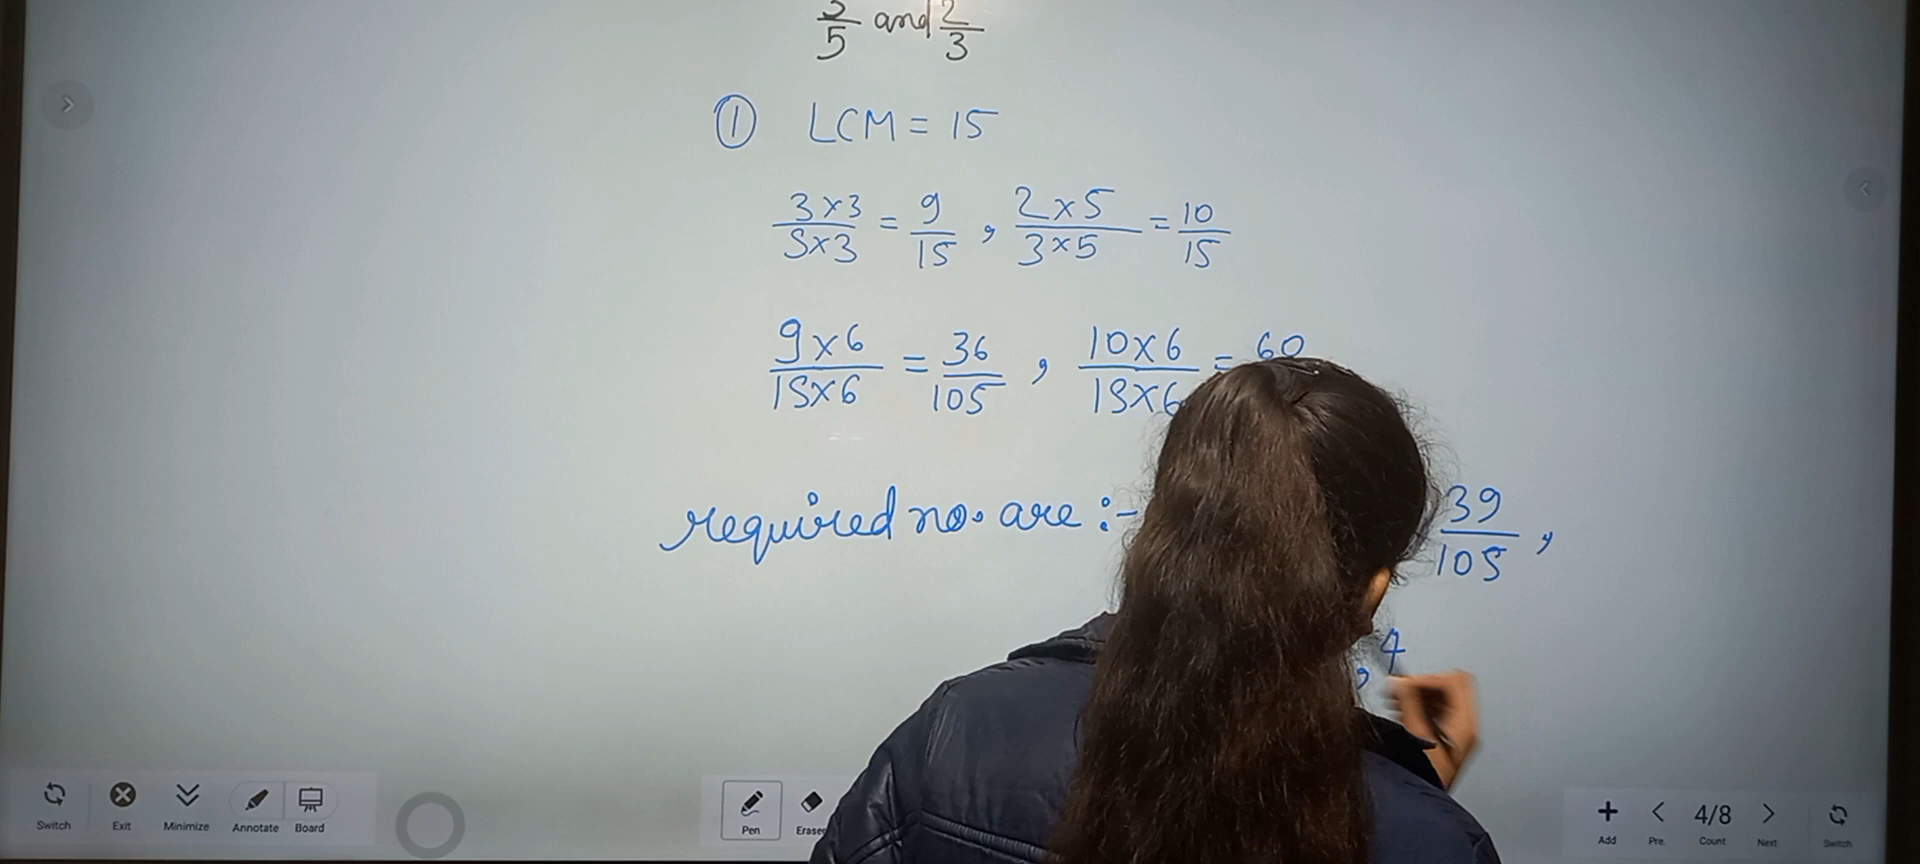 3/5 and 2/3
① LCM = 15
3×3/5×3 = 9/15 , 2×5/3×5 = 10/15
9×6/15×6 = 36/105 , 10×6/15×6 = 60
required no. are :- 39/105 ,
, 4
Switch Exit Minimize Annotate Board Pen Eraser Add Pre. 4/8 Count Next Switch